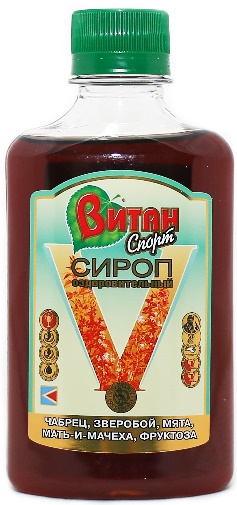 Витан
Спорт
СИРОП
оздоровительный
ЧАБРЕЦ, ЗВЕРОБОЙ, МЯТА,
МАТЬ-И-МАЧЕХА, ФРУКТОЗА